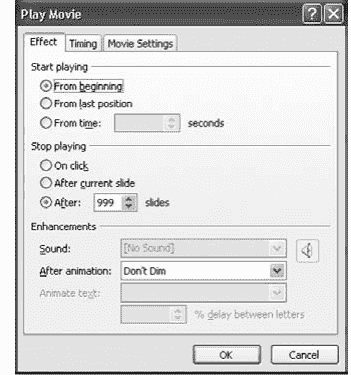 Play Movie
Effect Timing Movie Settings
Start playing
From beginning
From last position
From time: seconds
Stop playing
On click
After current slide
After: 999 slides
Enhancements
Sound: [No Sound]
After animation: Don't Dim
Animate text:
% delay between letters
OK Cancel